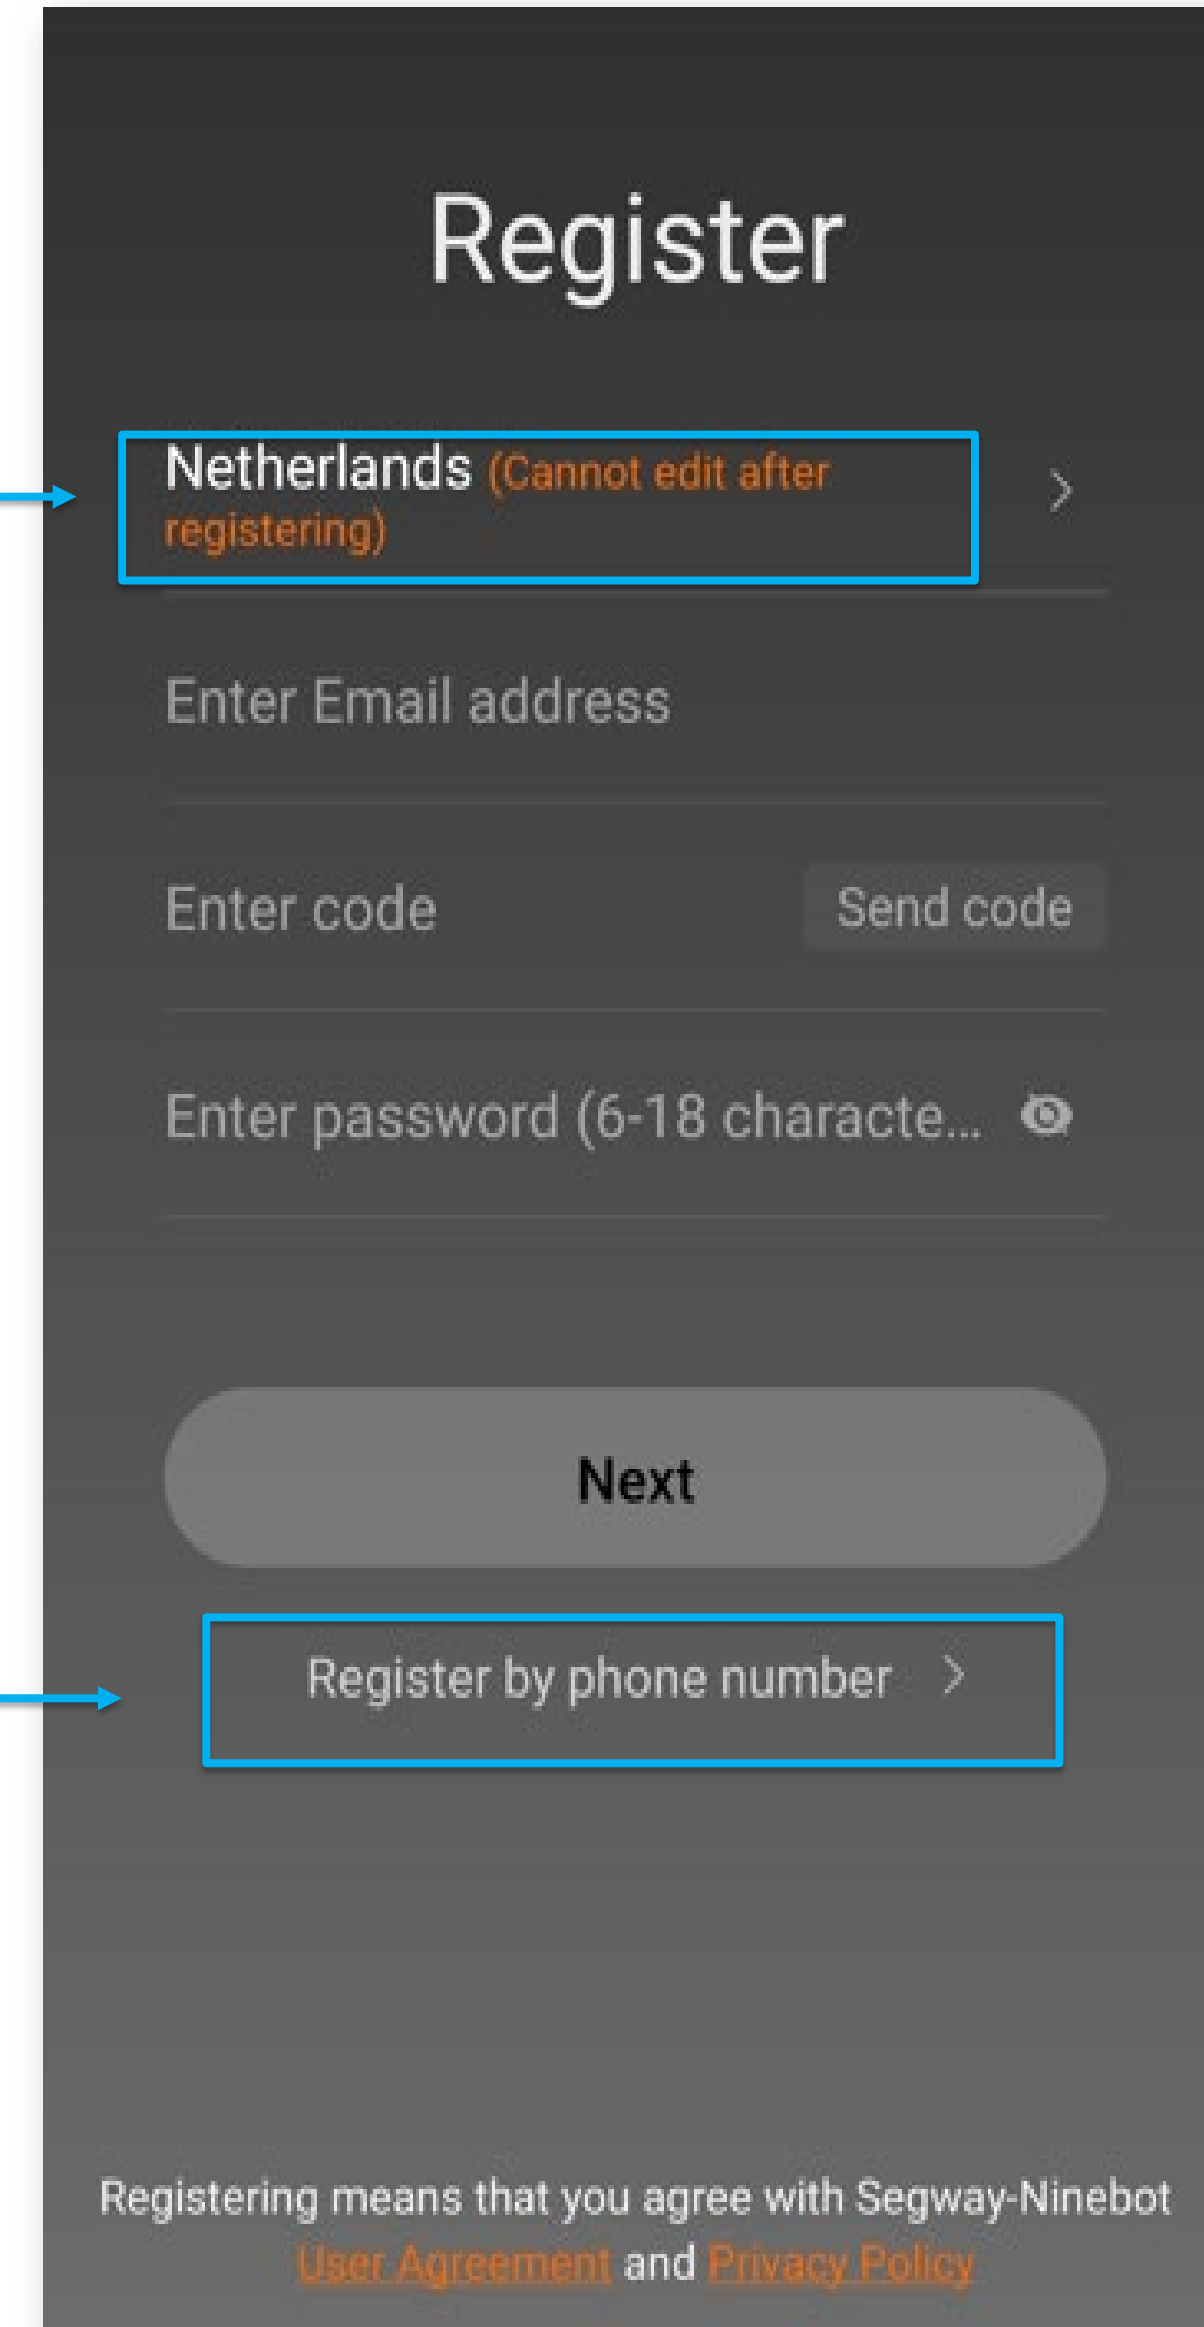 Register
Netherlands (Cannot edit after
registering)
Enter Email address
Enter code Send code
Enter password (6-18 characte...
Next
Register by phone number
Registering means that you agree with Segway-Ninebot
User Agreement and Privacy Policy